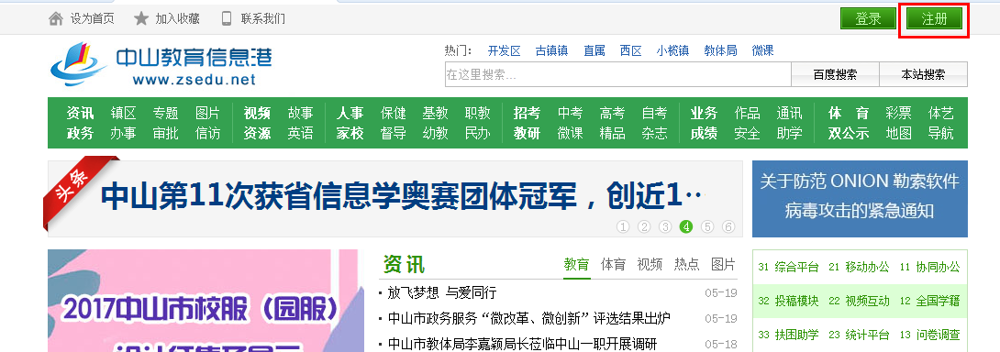 设为首页 加入收藏 联系我们 登录 注册
中山教育信息港
www.zsedu.net
热门： 开发区 古镇镇 直属 西区 小榄镇 教体局 微课
在这里搜索... 百度搜索 本站搜索
资讯 镇区 专题 图片 视频 故事 人事 保健 基教 职教 招考 中考 高考 自考 业务 作品 通讯 体 育 彩票 体艺
政务 办事 审批 信访 资源 英语 家校 督导 幼教 民办 教研 微课 精品 杂志 成绩 安全 助学 双公示 地图 导航
头条
中山第11次获省信息学奥赛团体冠军，创近1··
1 2 3 4 5 6
关于防范 ONION 勒索软件
病毒攻击的紧急通知
2017中山市校服（园服）
设计征集及展示
资讯 教育 体育 视频 热点 图片
放飞梦想 与爱同行 05-19
中山市政务服务“微改革、微创新”评选结果出炉 05-19
中山市教体局李嘉颖局长莅临中山一职开展调研 05-18
31 综合平台 21 移动办公 11 协同办公
32 投稿模块 22 视频互动 12 全国学籍
33 扶困助学 23 统计平台 13 问卷调查